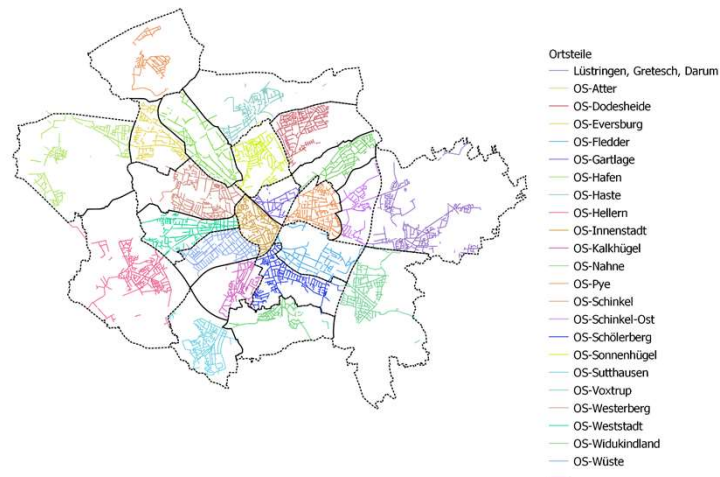 Ortsteile
Lüstringen, Gretesch, Darum
OS-Atter
OS-Dodesheide
OS-Eversburg
OS-Fledder
OS-Gartlage
OS-Hafen
OS-Haste
OS-Hellern
OS-Innenstadt
OS-Kalkhügel
OS-Nahne
OS-Pye
OS-Schinkel
OS-Schinkel-Ost
OS-Schölerberg
OS-Sonnenhügel
OS-Sutthausen
OS-Voxtrup
OS-Westerberg
OS-Weststadt
OS-Widukindland
OS-Wüste